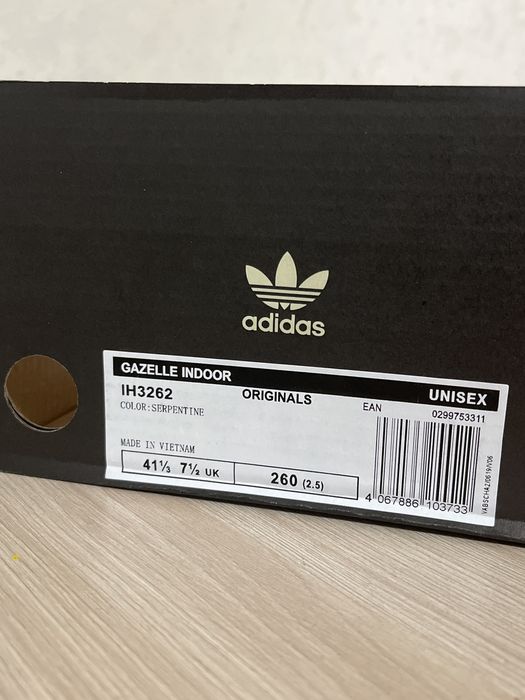 adidas
GAZELLE INDOOR
IH3262 ORIGINALS UNISEX
COLOR:SERPENTINE EAN 0299753311
MADE IN VIETNAM
41⅓ 7½ UK 260 (2.5)
4 067886 103733